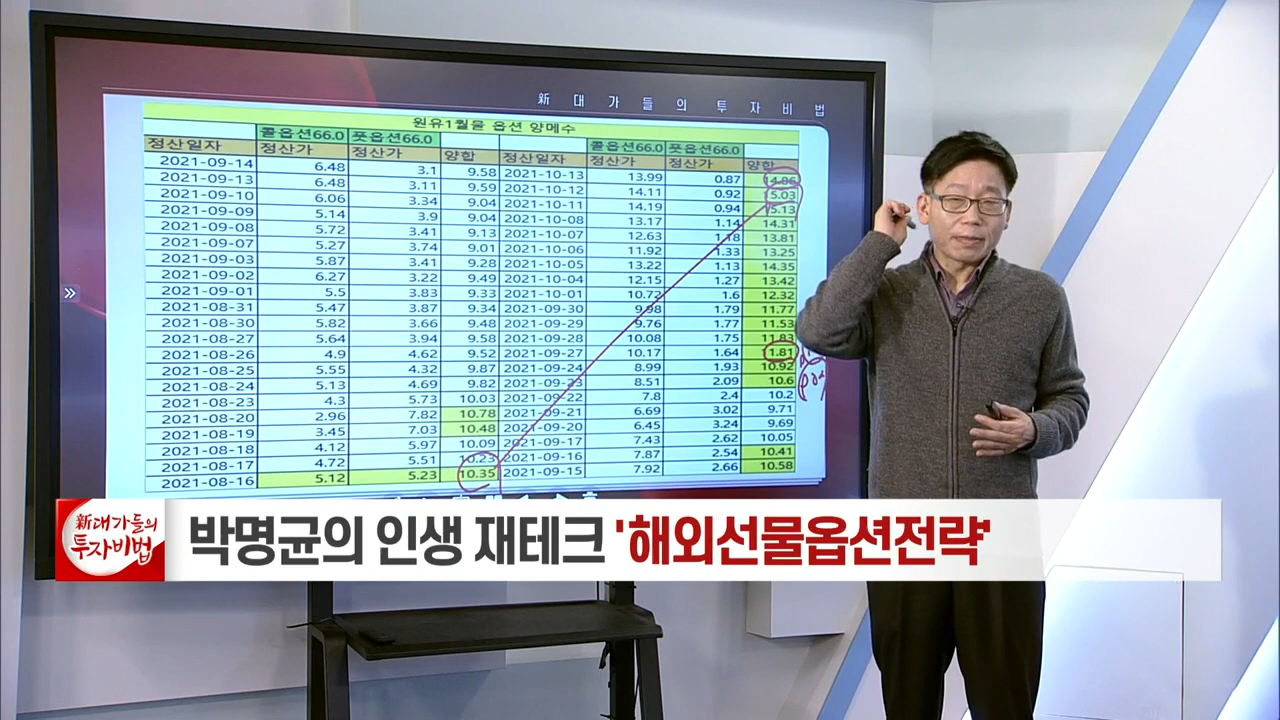 新 대 가 들 의 투 자 비 법
원유1월물 옵션 양메수
콜옵션66.0 풋옵션66.0 콜옵션66.0 풋옵션66.0
정산일자 정산가 정산가 양합 정산일자 정산가 정산가 양합
2021-09-14 6.48 3.1 9.58 2021-10-13 13.99 0.87 14.86
2021-09-13 6.48 3.11 9.59 2021-10-12 14.11 0.92 15.03
2021-09-10 6.06 3.34 9.04 2021-10-11 14.19 0.94 15.13
2021-09-09 5.14 3.9 9.04 2021-10-08 13.17 1.14 14.31
2021-09-08 5.72 3.41 9.13 2021-10-07 12.63 1.18 13.81
2021-09-07 5.27 3.74 9.01 2021-10-06 11.92 1.33 13.25
2021-09-03 5.87 3.41 9.28 2021-10-05 13.22 1.13 14.35
2021-09-02 6.27 3.22 9.49 2021-10-04 12.15 1.27 13.42
2021-09-01 5.5 3.83 9.33 2021-10-01 10.72 1.6 12.32
2021-08-31 5.47 3.87 9.34 2021-09-30 9.98 1.79 11.77
2021-08-30 5.82 3.66 9.48 2021-09-29 9.76 1.77 11.53
2021-08-27 5.64 3.94 9.58 2021-09-28 10.08 1.75 11.83
2021-08-26 4.9 4.62 9.52 2021-09-27 10.17 1.64 1.81
2021-08-25 5.55 4.32 9.87 2021-09-24 8.99 1.93 10.92
2021-08-24 5.13 4.69 9.82 2021-09-23 8.51 2.09 10.6
2021-08-23 4.3 5.73 10.03 2021-09-22 7.8 2.4 10.2
2021-08-20 2.96 7.82 10.78 2021-09-21 6.69 3.02 9.71
2021-08-19 3.45 7.03 10.48 2021-09-20 6.45 3.24 9.69
2021-08-18 4.12 5.97 10.09 2021-09-17 7.43 2.62 10.05
2021-08-17 4.72 5.51 10.23 2021-09-16 7.87 2.54 10.41
2021-08-16 5.12 5.23 10.35 2021-09-15 7.92 2.66 10.58
新대가들의
투자비법
박명균의 인생 재테크 '해외선물옵션전략'